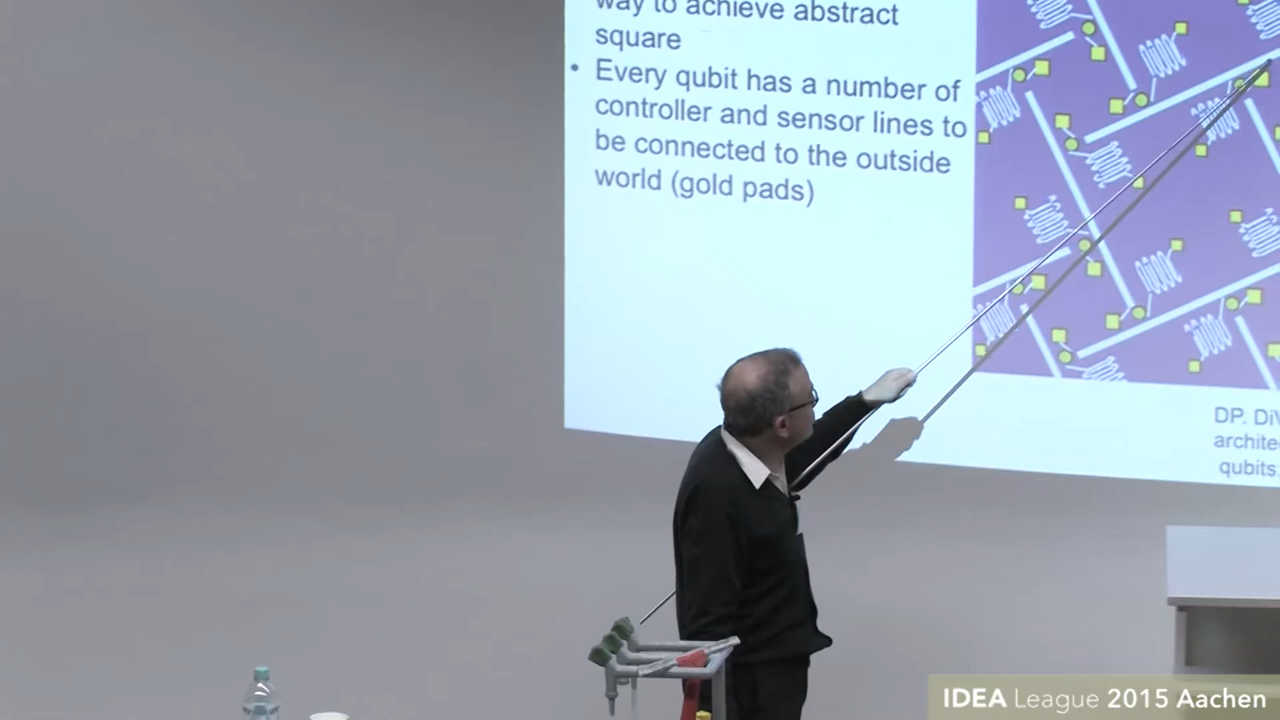 way to achieve abstract
square
• Every qubit has a number of
controller and sensor lines to
be connected to the outside
world (gold pads)
DP. DiV
archite
qubits
IDEA League 2015 Aachen